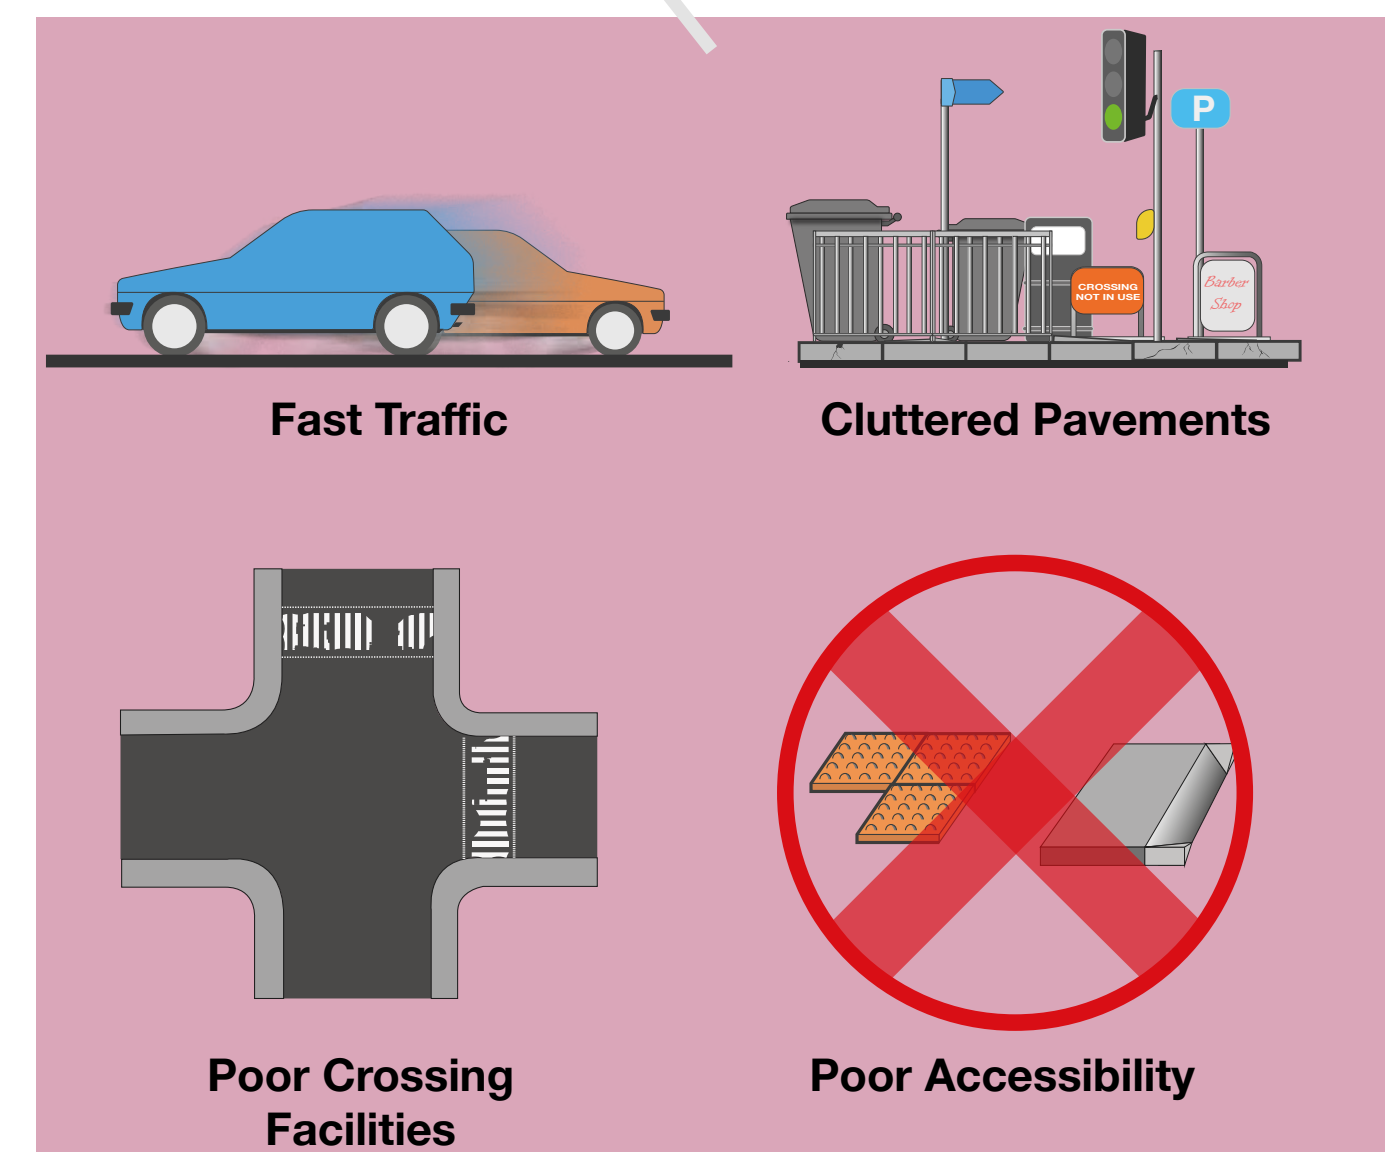 P
CROSSING
NOT IN USE
Barber
Shop
Fast Traffic
Cluttered Pavements
Poor Crossing
Facilities
Poor Accessibility